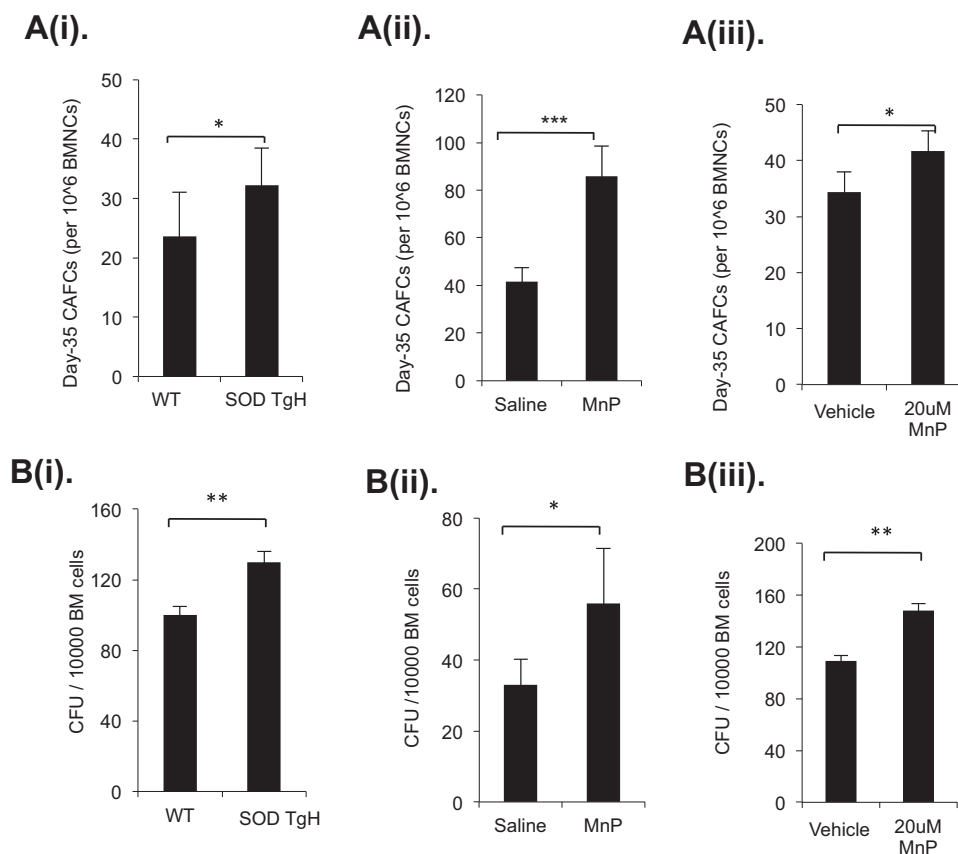 A(i).
Day-35 CAFCs (per 10^6 BMNCs)
50
40
30
20
10
0
*
WT SOD TgH
A(ii).
Day-35 CAFCs (per 10^6 BMNCs)
120
100
80
60
40
20
0
***
Saline MnP
A(iii).
Day-35 CAFCs (per 10^6 BMNCs)
50
40
30
20
10
0
*
Vehicle 20uM
MnP
B(i).
CFU / 10000 BM cells
160
120
80
40
0
**
WT SOD TgH
B(ii).
CFU /10000 BM cells
80
60
40
20
0
*
Saline MnP
B(iii).
CFU / 10000 BM cells
200
160
120
80
40
0
**
Vehicle 20uM
MnP